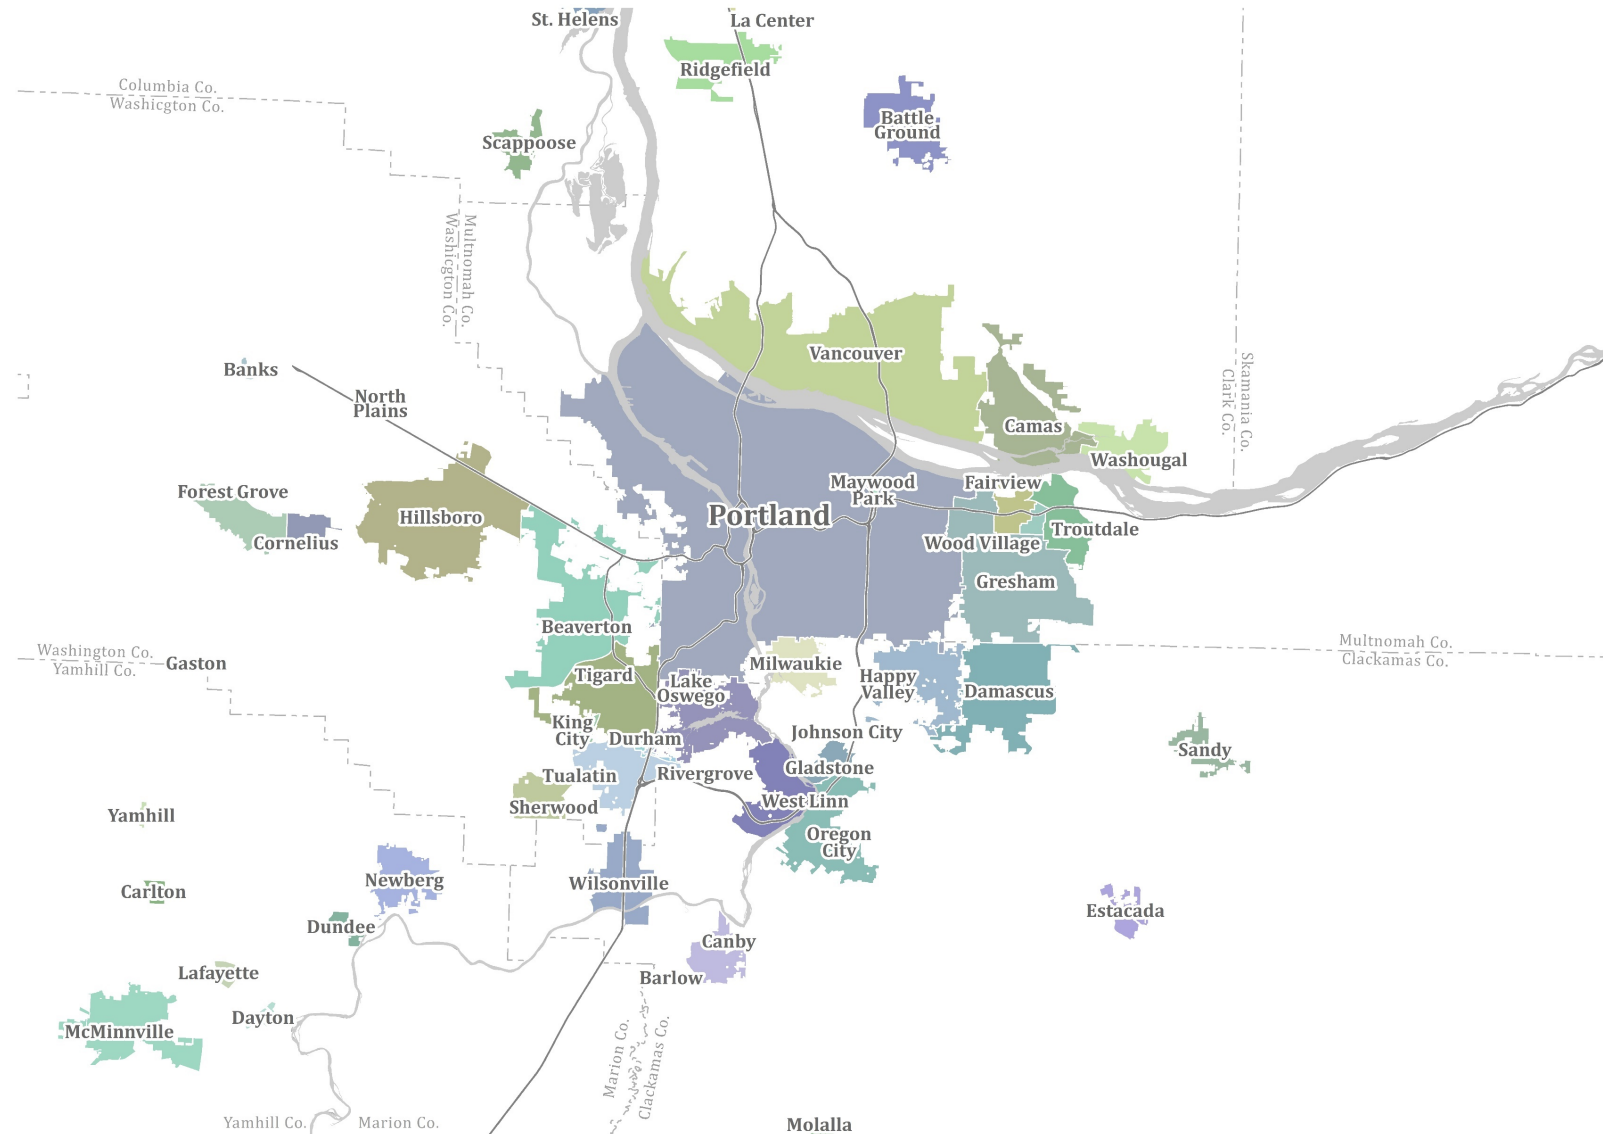 St. Helens
La Center
Ridgefield
Columbia Co.
Washicgton Co.
Battle
Ground
Scappoose
Multnomah Co.
Washicgton Co.
Vancouver
Skamania Co.
Clark Co.
Banks
North
Plains
Camas
Washougal
Forest Grove
Maywood
Park
Fairview
Hillsboro
Portland
Troutdale
Cornelius
Wood Village
Gresham
Beaverton
Multnomah Co.
Clackamas Co.
Washington Co.
Yamhill Co.
Gaston
Milwaukie
Tigard
Lake
Oswego
Happy
Valley
Damascus
King
City
Durham
Johnson City
Sandy
Tualatin
Rivergrove
Gladstone
Sherwood
West Linn
Yamhill
Oregon
City
Newberg
Wilsonville
Carlton
Estacada
Dundee
Canby
Lafayette
Barlow
Dayton
McMinnville
Marion Co.
Clackamas Co.
Yamhill Co.
Marion Co.
Molalla